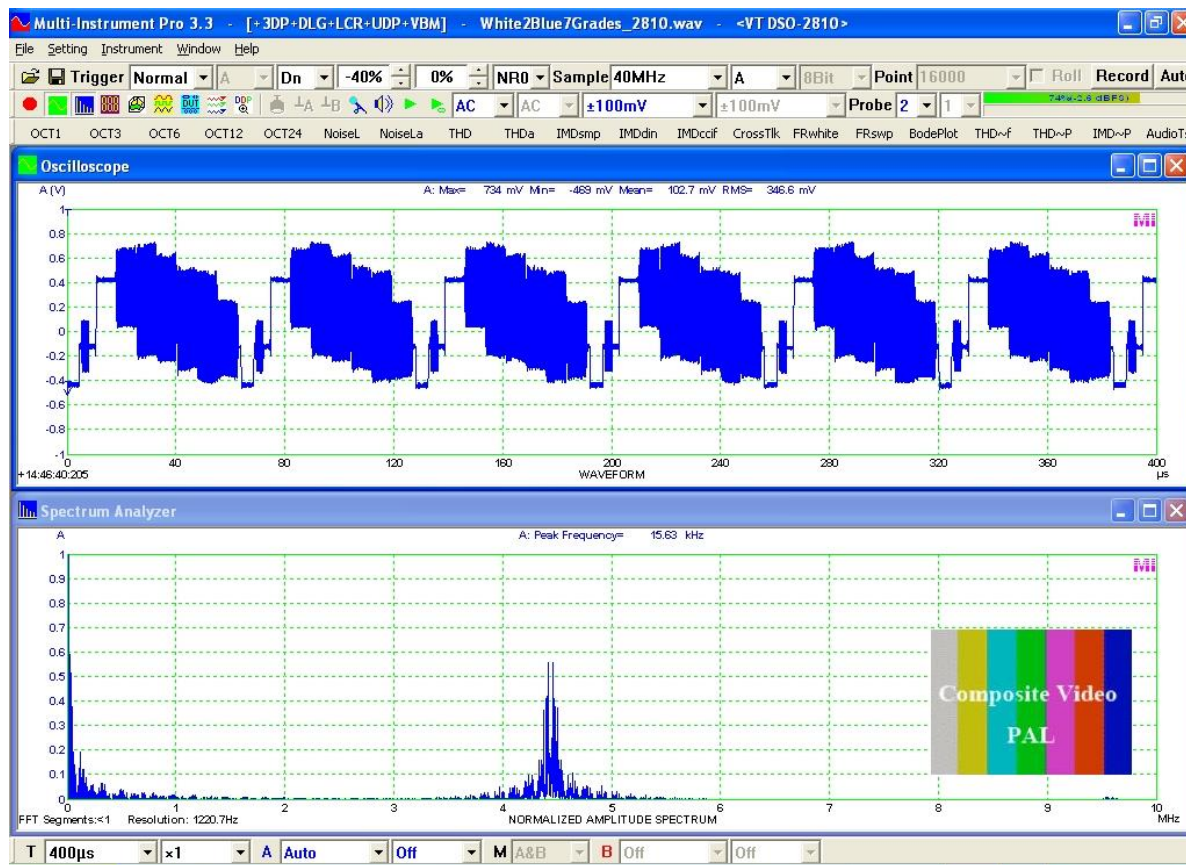 Multi-Instrument Pro 3.3 - [+3DP+DLG+LCR+UDP+VBM] - White2Blue7Grades_2810.wav - <VT DSO-2810>
File Setting Instrument Window Help
Trigger Normal A Dn -40% 0% NR0 Sample 40MHz A 8Bit Point 16000 Roll Record Auto
A B AC AC ±100mV ±100mV Probe 2 1 74%(-2.6 dBFS)
OCT1 OCT3 OCT6 OCT12 OCT24 NoiseL NoiseLa THD THDa IMDsmp IMDdin IMDccif CrossTlk FRwhite FRswp BodePlot THD~f THD~P IMD~P AudioTs
Oscilloscope
A (V) A: Max= 734 mV Min= -469 mV Mean= 102.7 mV RMS= 346.6 mV
MI
1
0.8
0.6
0.4
0.2
0
-0.2
-0.4
-0.6
-0.8
-1
0 40 80 120 160 200 240 280 320 360 400
+14:46:40:205 WAVEFORM µs
Spectrum Analyzer
A A: Peak Frequency= 15.63 kHz
MI
1
0.9
0.8
0.7
0.6
0.5
0.4
0.3
0.2
0.1
0
Composite Video
PAL
0 1 2 3 4 5 6 7 8 9 10
FFT Segments:<1 Resolution: 1220.7Hz NORMALIZED AMPLITUDE SPECTRUM MHz
T 400µs ×1 A Auto Off M A&B B Off Off